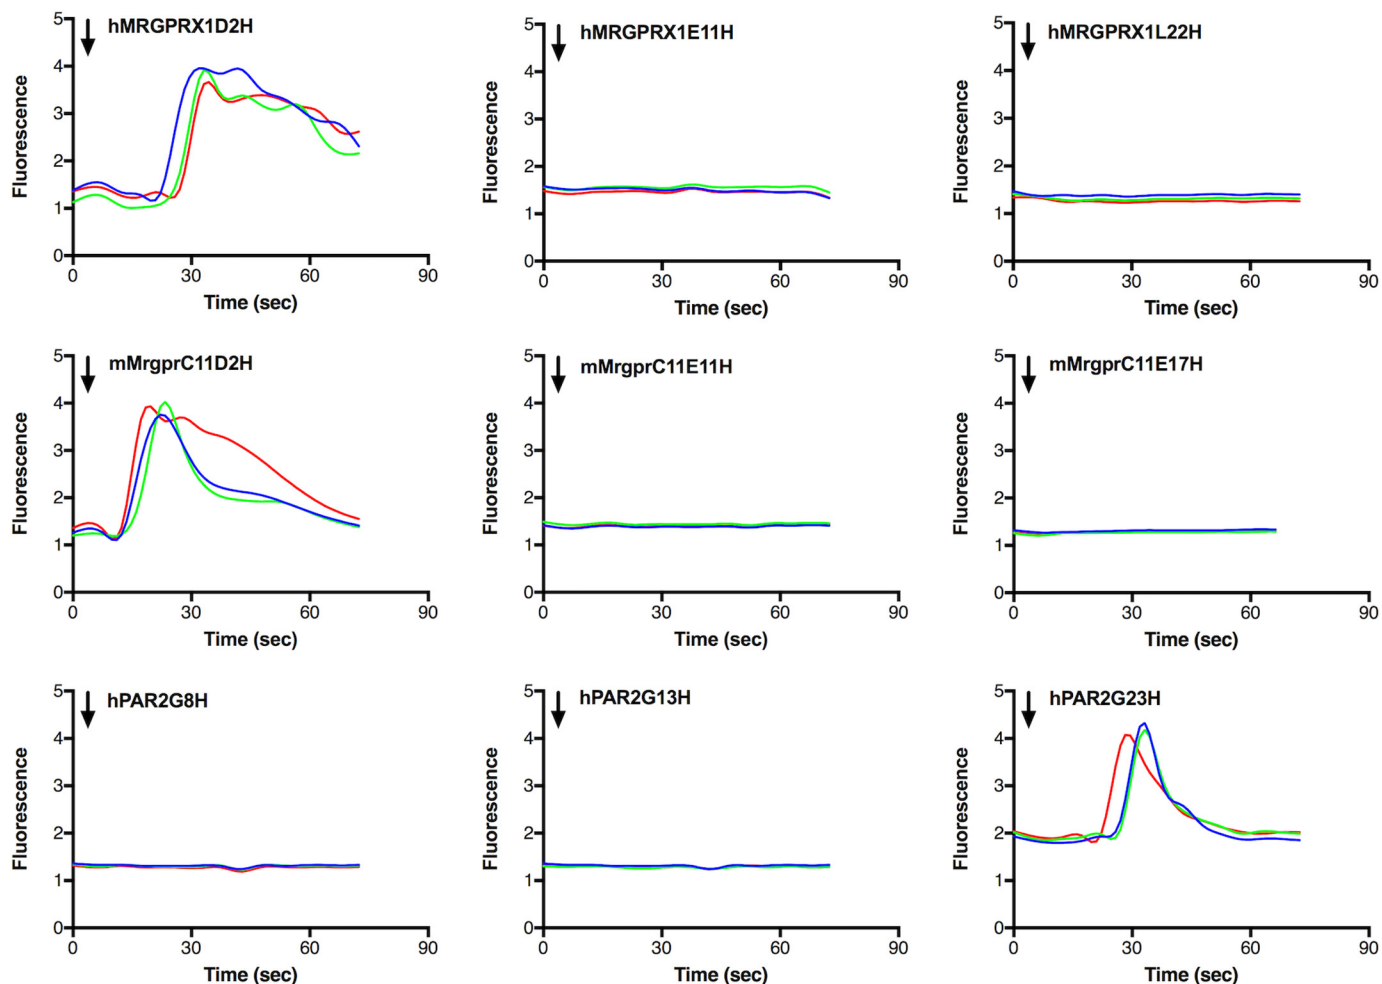 hMRGPRX1D2H
Fluorescence
5
4
3
2
1
0
0 30 60 90
Time (sec)
hMRGPRX1E11H
Fluorescence
5
4
3
2
1
0
0 30 60 90
Time (sec)
hMRGPRX1L22H
Fluorescence
5
4
3
2
1
0
0 30 60 90
Time (sec)
mMrgprC11D2H
Fluorescence
5
4
3
2
1
0
0 30 60 90
Time (sec)
mMrgprC11E11H
Fluorescence
5
4
3
2
1
0
0 30 60 90
Time (sec)
mMrgprC11E17H
Fluorescence
5
4
3
2
1
0
0 30 60 90
Time (sec)
hPAR2G8H
Fluorescence
5
4
3
2
1
0
0 30 60 90
Time (sec)
hPAR2G13H
Fluorescence
5
4
3
2
1
0
0 30 60 90
Time (sec)
hPAR2G23H
Fluorescence
5
4
3
2
1
0
0 30 60 90
Time (sec)